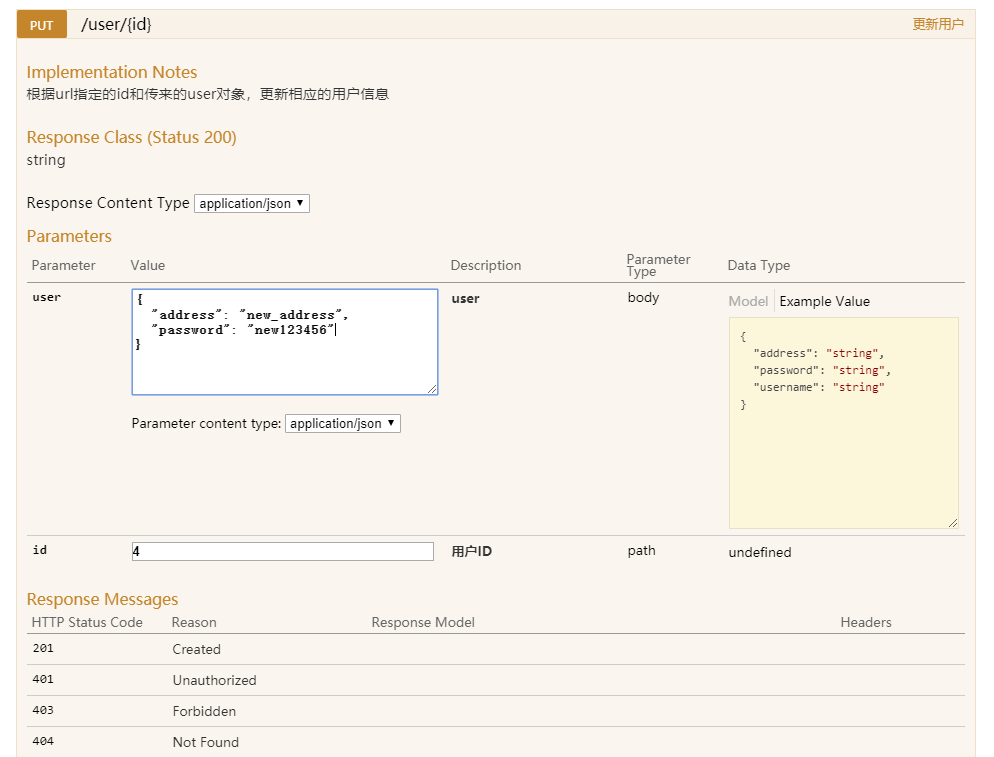 PUT /user/{id} 更新用户
Implementation Notes
根据url指定的id和传来的user对象，更新相应的用户信息
Response Class (Status 200)
string
Response Content Type application/json
Parameters
Parameter Value Description Parameter Type Data Type
user
{
"address": "new_address",
"password": "new123456"
}
Parameter content type: application/json
user
body
Model Example Value
{
"address": "string",
"password": "string",
"username": "string"
}
id 4 用户ID path undefined
Response Messages
HTTP Status Code Reason Response Model Headers
201 Created
401 Unauthorized
403 Forbidden
404 Not Found